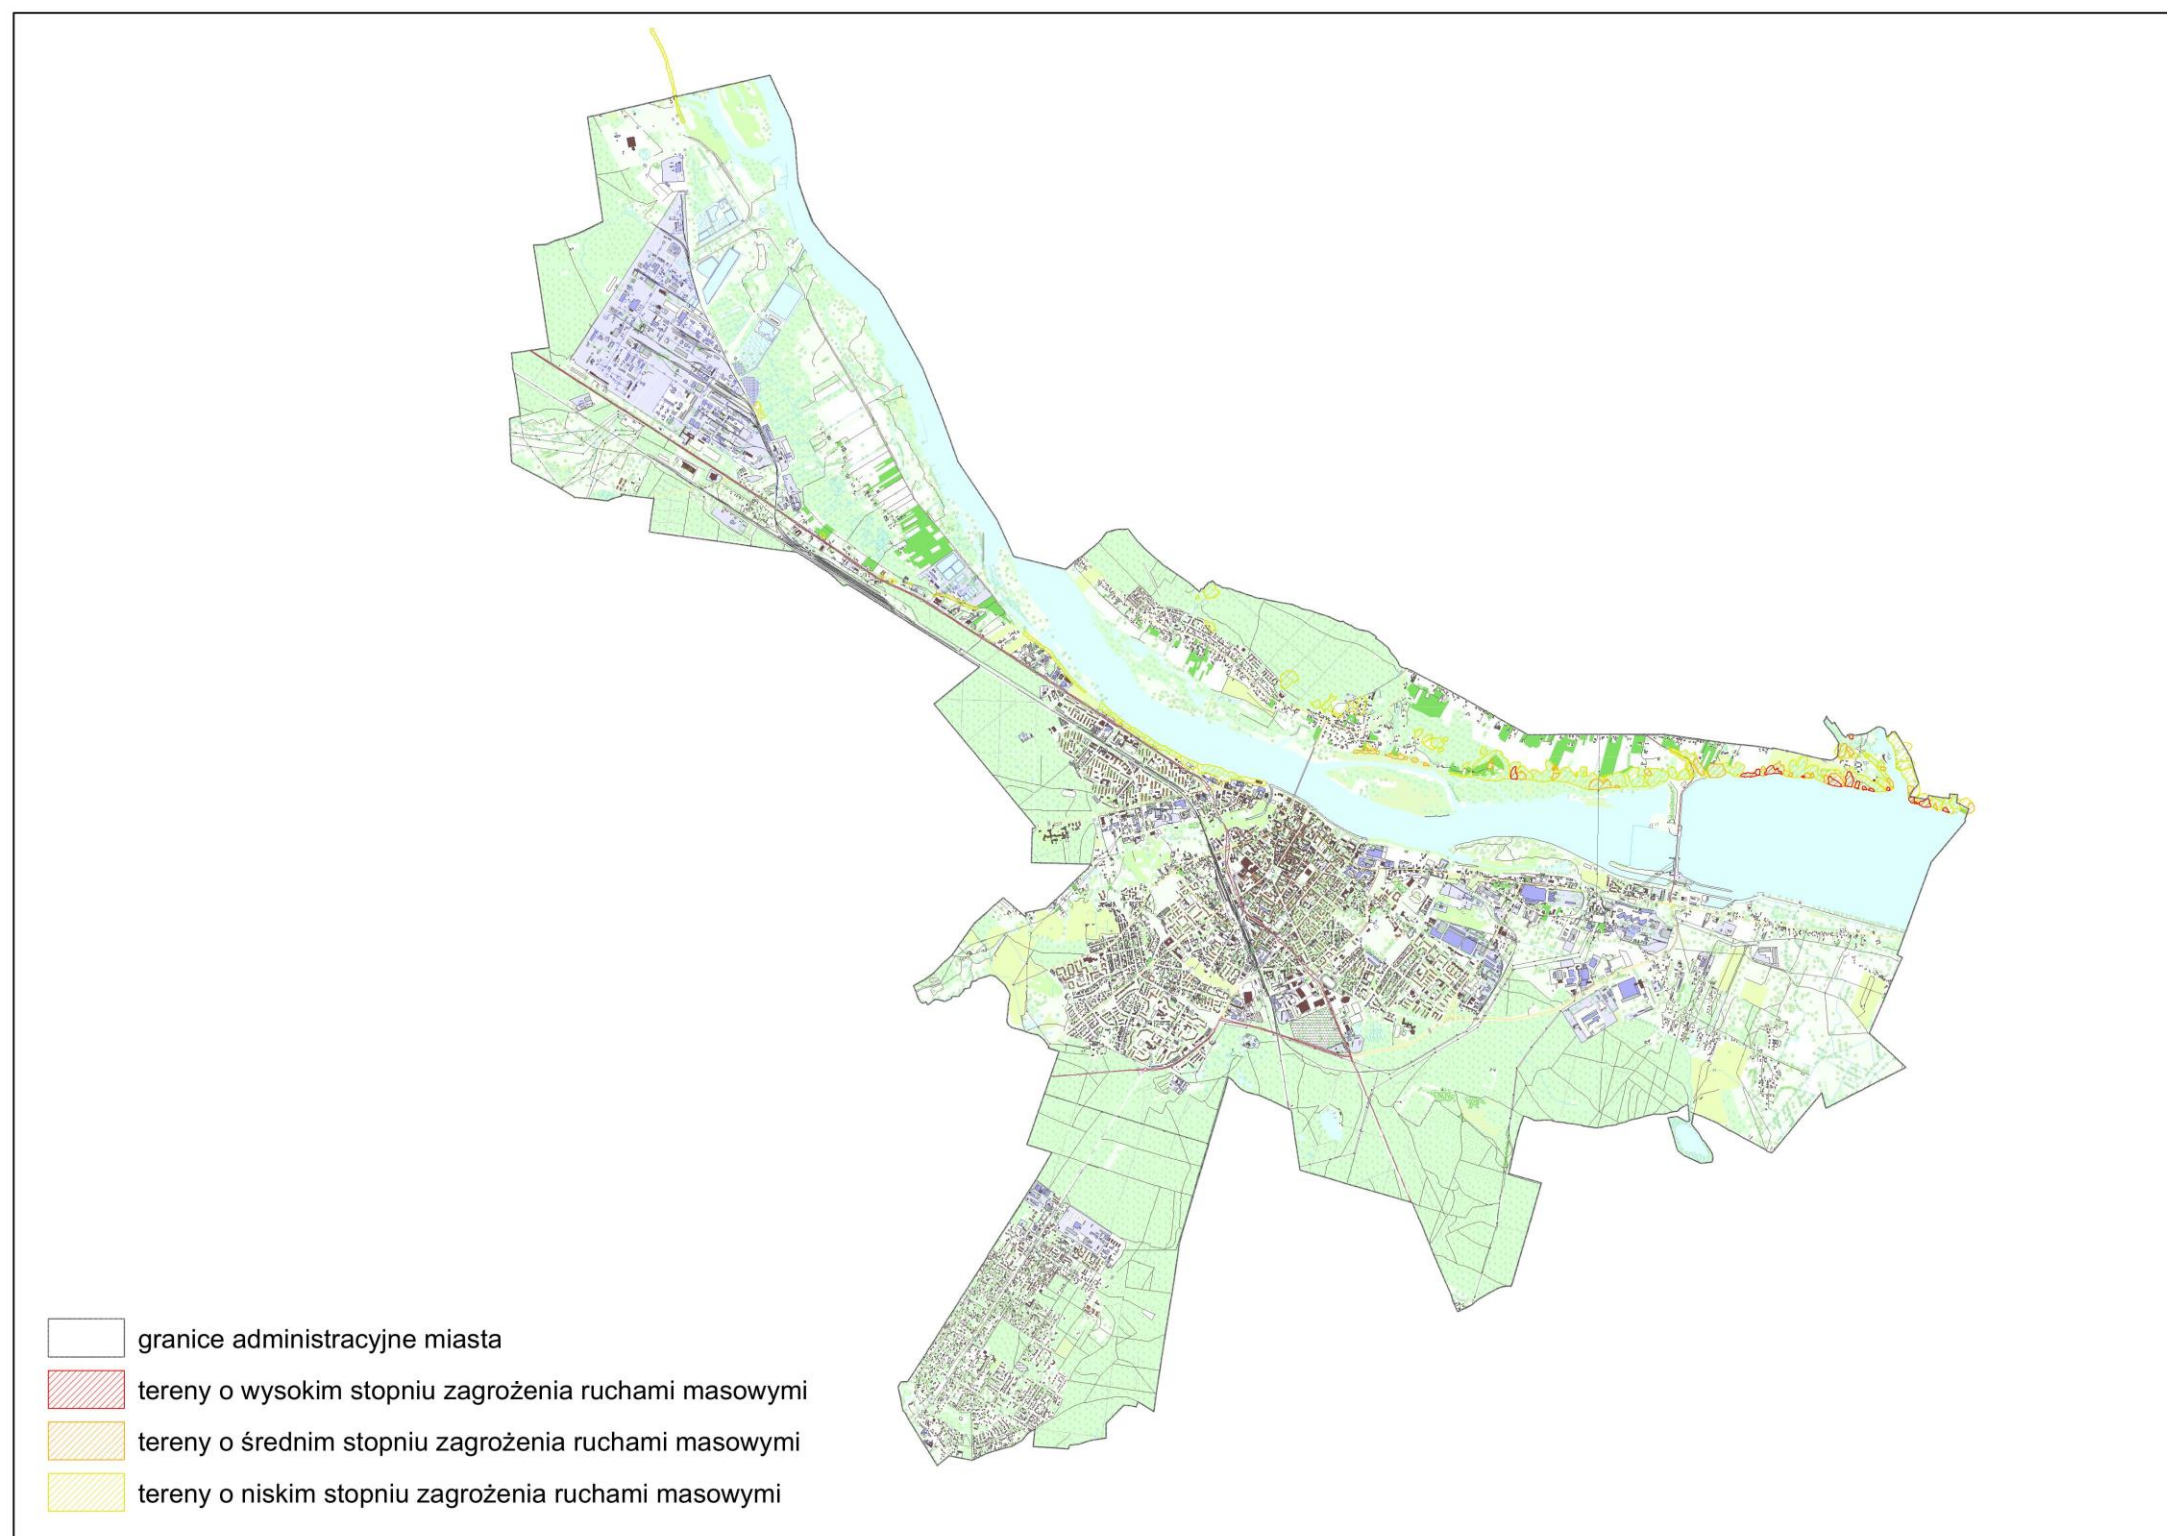 granice administracyjne miasta
tereny o wysokim stopniu zagrożenia ruchami masowymi
tereny o średnim stopniu zagrożenia ruchami masowymi
tereny o niskim stopniu zagrożenia ruchami masowymi